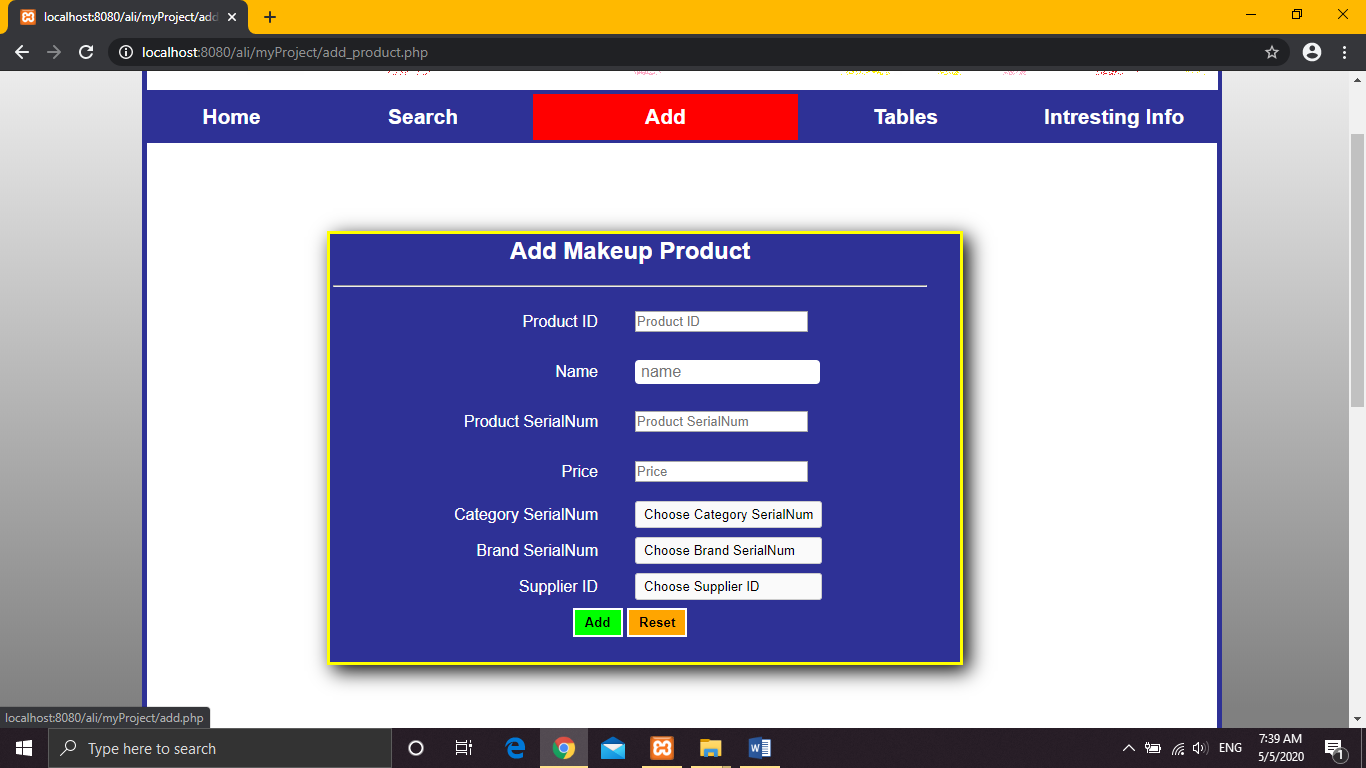 localhost:8080/ali/myProject/add
localhost:8080/ali/myProject/add_product.php
Home Search Add Tables Intresting Info
Add Makeup Product
Product ID Product ID
Name name
Product SerialNum Product SerialNum
Price Price
Category SerialNum Choose Category SerialNum
Brand SerialNum Choose Brand SerialNum
Supplier ID Choose Supplier ID
Add Reset
localhost:8080/ali/myProject/add.php
Type here to search
ENG
7:39 AM
5/5/2020
1